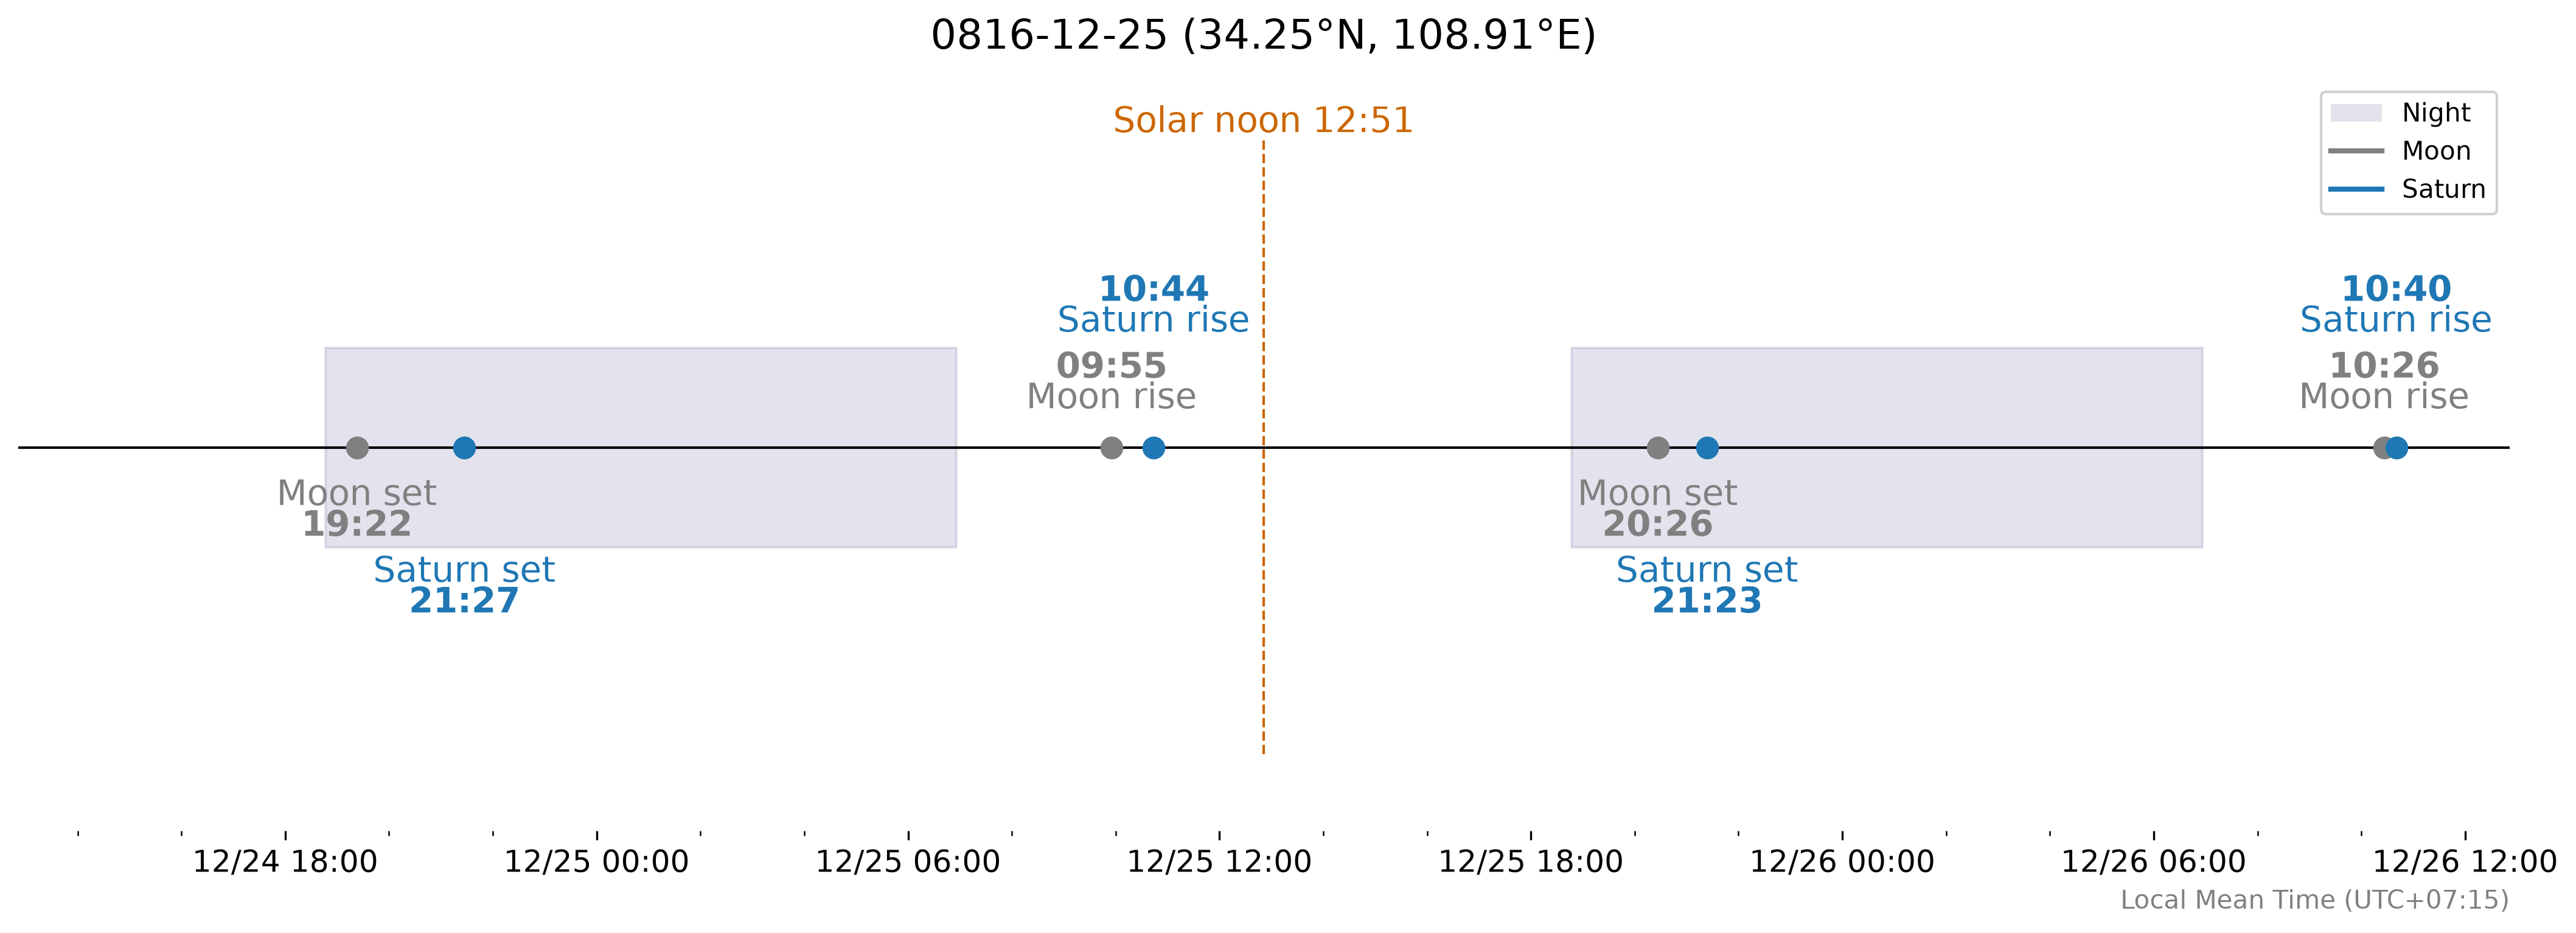 0816-12-25 (34.25°N, 108.91°E)
Solar noon 12:51
Night
Moon
Saturn
10:44
Saturn rise
10:40
Saturn rise
09:55
Moon rise
10:26
Moon rise
Moon set
19:22
Moon set
20:26
Saturn set
21:27
Saturn set
21:23
12/24 18:00
12/25 00:00
12/25 06:00
12/25 12:00
12/25 18:00
12/26 00:00
12/26 06:00
12/26 12:00
Local Mean Time (UTC+07:15)